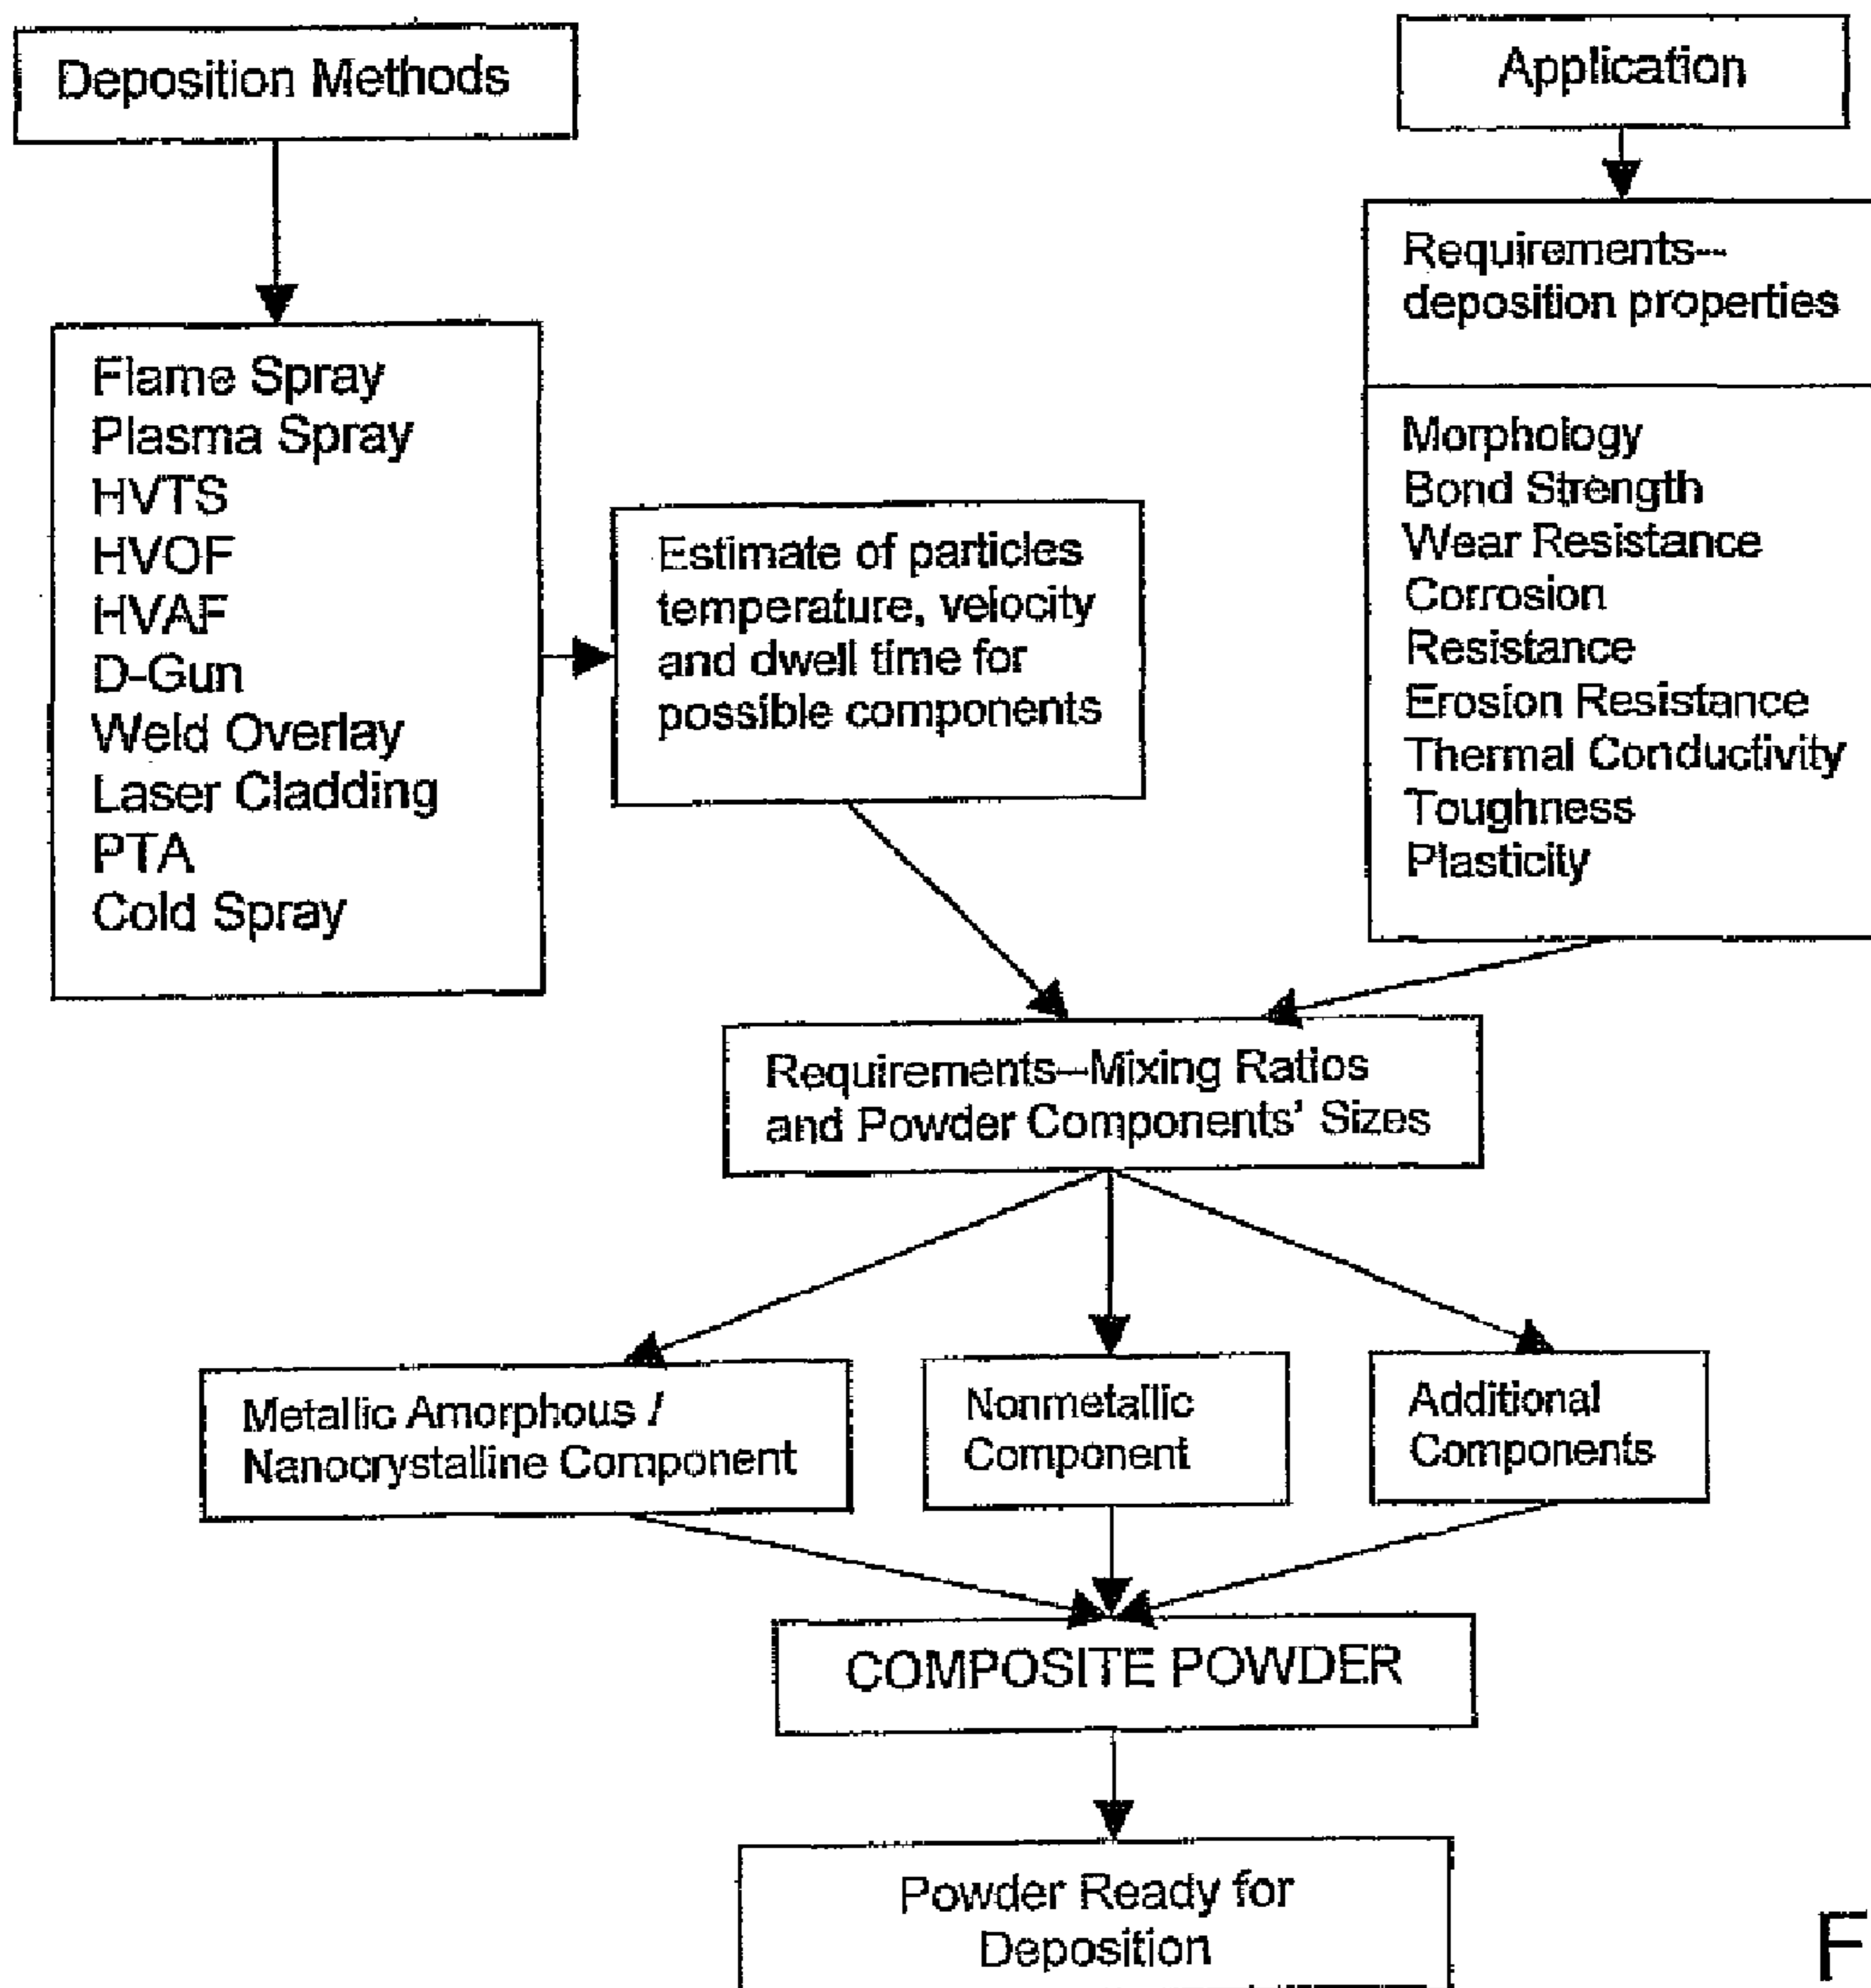 Deposition Methods
Application
Requirements--
deposition properties
Flame Spray
Plasma Spray
HVTS
HVOF
HVAF
D-Gun
Weld Overlay
Laser Cladding
PTA
Cold Spray
Estimate of particles
temperature, velocity
and dwell time for
possible components
Morphology
Bond Strength
Wear Resistance
Corrosion
Resistance
Erosion Resistance
Thermal Conductivity
Toughness
Plasticity
Requirements--Mixing Ratios
and Powder Components' Sizes
Metallic Amorphous /
Nanocrystalline Component
Nonmetallic
Component
Additional
Components
COMPOSITE POWDER
Powder Ready for
Deposition
F